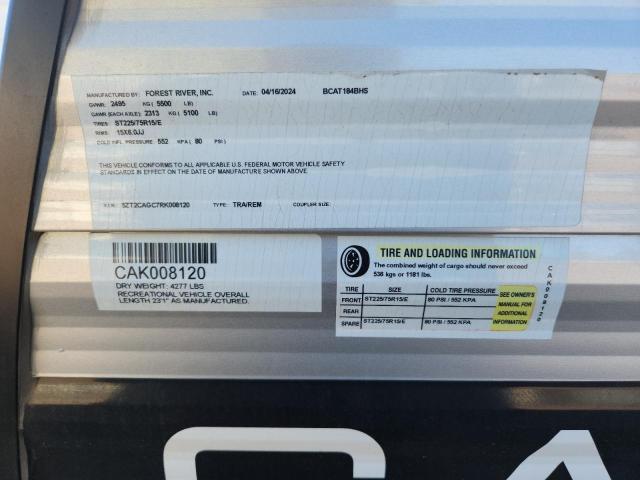 MANUFACTURED BY: FOREST RIVER, INC. DATE: 04/16/2024 BCAT184BHS
GVWR: 2495 KG ( 5500 LB)
GAWR (EACH AXLE): 2313 KG ( 5100 LB)
TIRES: ST225/75R15/E
RIMS: 15X6.0JJ
COLD INFL. PRESSURE: 552 KPA ( 80 PSI)
THIS VEHICLE CONFORMS TO ALL APPLICABLE U.S. FEDERAL MOTOR VEHICLE SAFETY
STANDARDS IN EFFECT ON THE DATE OF MANUFACTURE SHOWN ABOVE.
V.I.N.: 5ZT2CAGC7RK008120 TYPE: TRA/REM COUPLER SIZE:
CAK008120
DRY WEIGHT: 4277 LBS
RECREATIONAL VEHICLE OVERALL
LENGTH 23'1" AS MANUFACTURED.
TIRE AND LOADING INFORMATION
The combined weight of cargo should never exceed
536 kgs or 1181 lbs.
TIRE SIZE COLD TIRE PRESSURE
FRONT ST225/75R15/E 80 PSI / 552 KPA
REAR
SPARE ST225/75R15/E 80 PSI / 552 KPA
SEE OWNER'S
MANUAL FOR
ADDITIONAL
INFORMATION
CAK008120